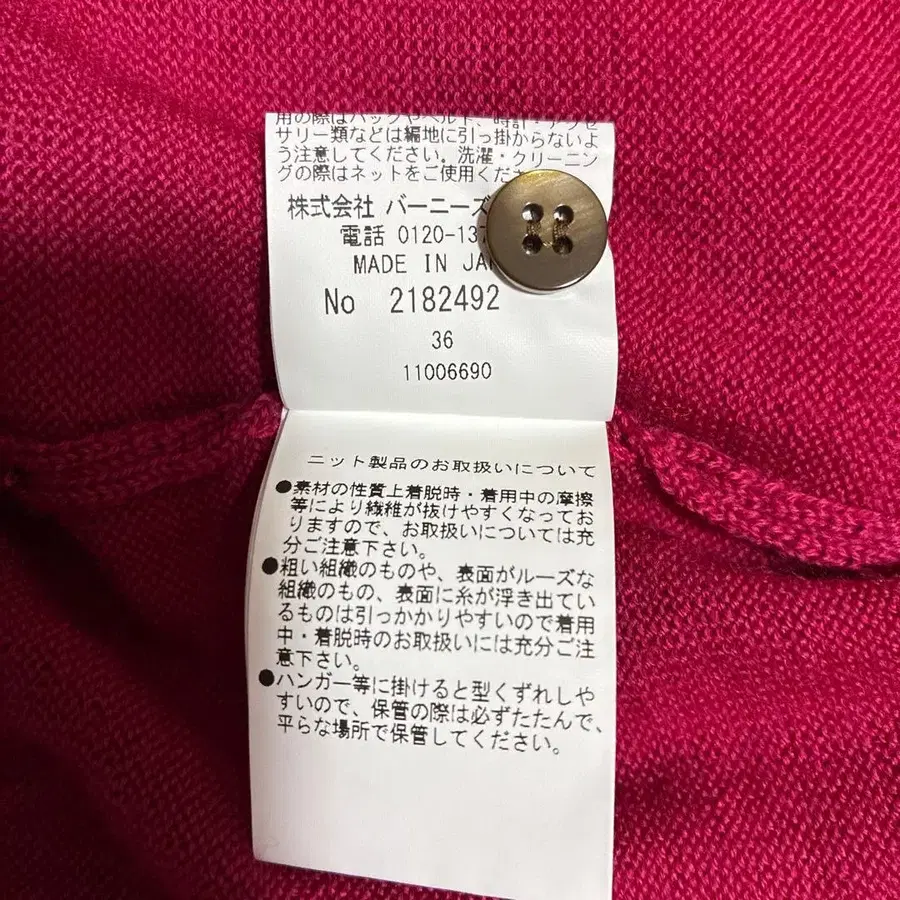 用の際はバッグやベルト、時計・アクセ
サリー類などは編地に引っ掛からないよ
う注意してください。洗濯・クリーニン
グの際はネットをご使用くださ
株式会社 バーニーズ
電話 0120-137
MADE IN JA
No 2182492
36
11006690
ニット製品のお取扱いについて
●素材の性質上着脱時・着用中の摩擦
等により繊維が抜けやすくなってお
りますので、お取扱いについては充
分ご注意下さい。
●粗い組織のものや、表面がルーズな
組織のもの、表面に糸が浮き出てい
るものは引っかかりやすいので着用
中・着脱時のお取扱いには充分ご注
意下さい。
●ハンガー等に掛けると型くずれしや
すいので、保管の際は必ずたたんで、
平らな場所で保管してください。